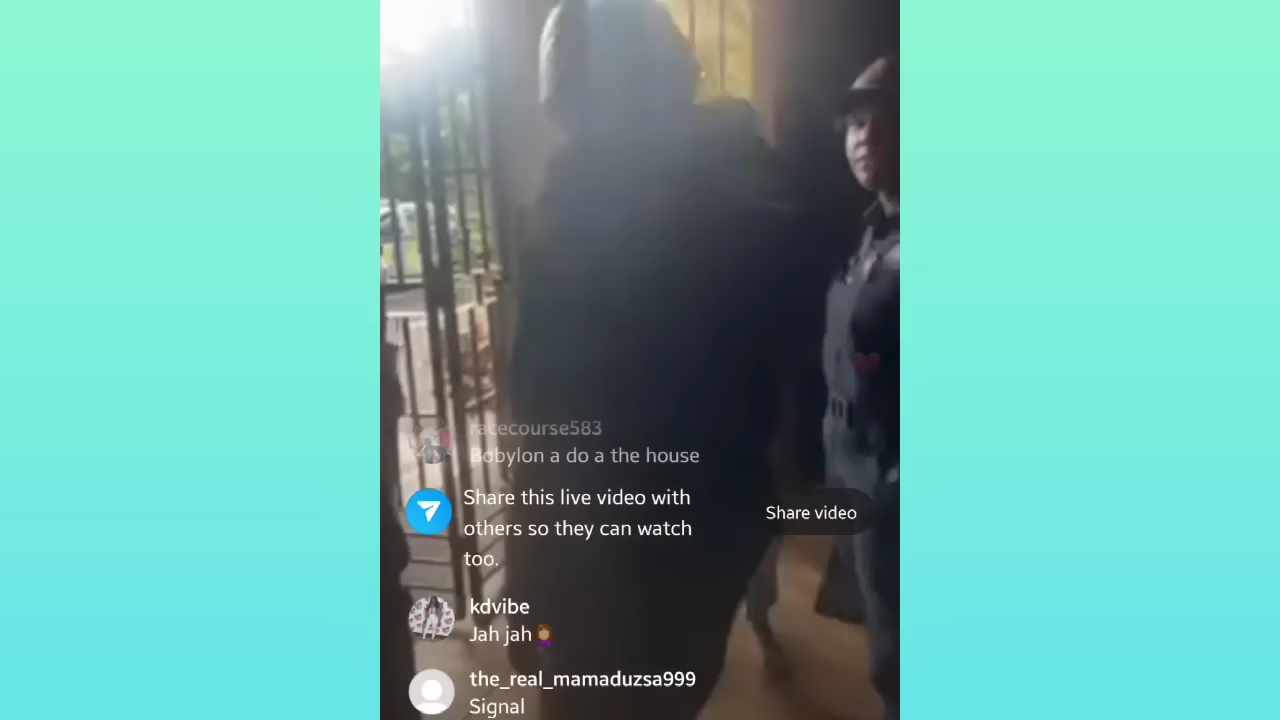 racecourse583
Bobylon a do a the house
Share this live video with
others so they can watch
too.
Share video
kdvibe
Jah jah🤦🏽‍♀️
the_real_mamaduzsa999
Signal